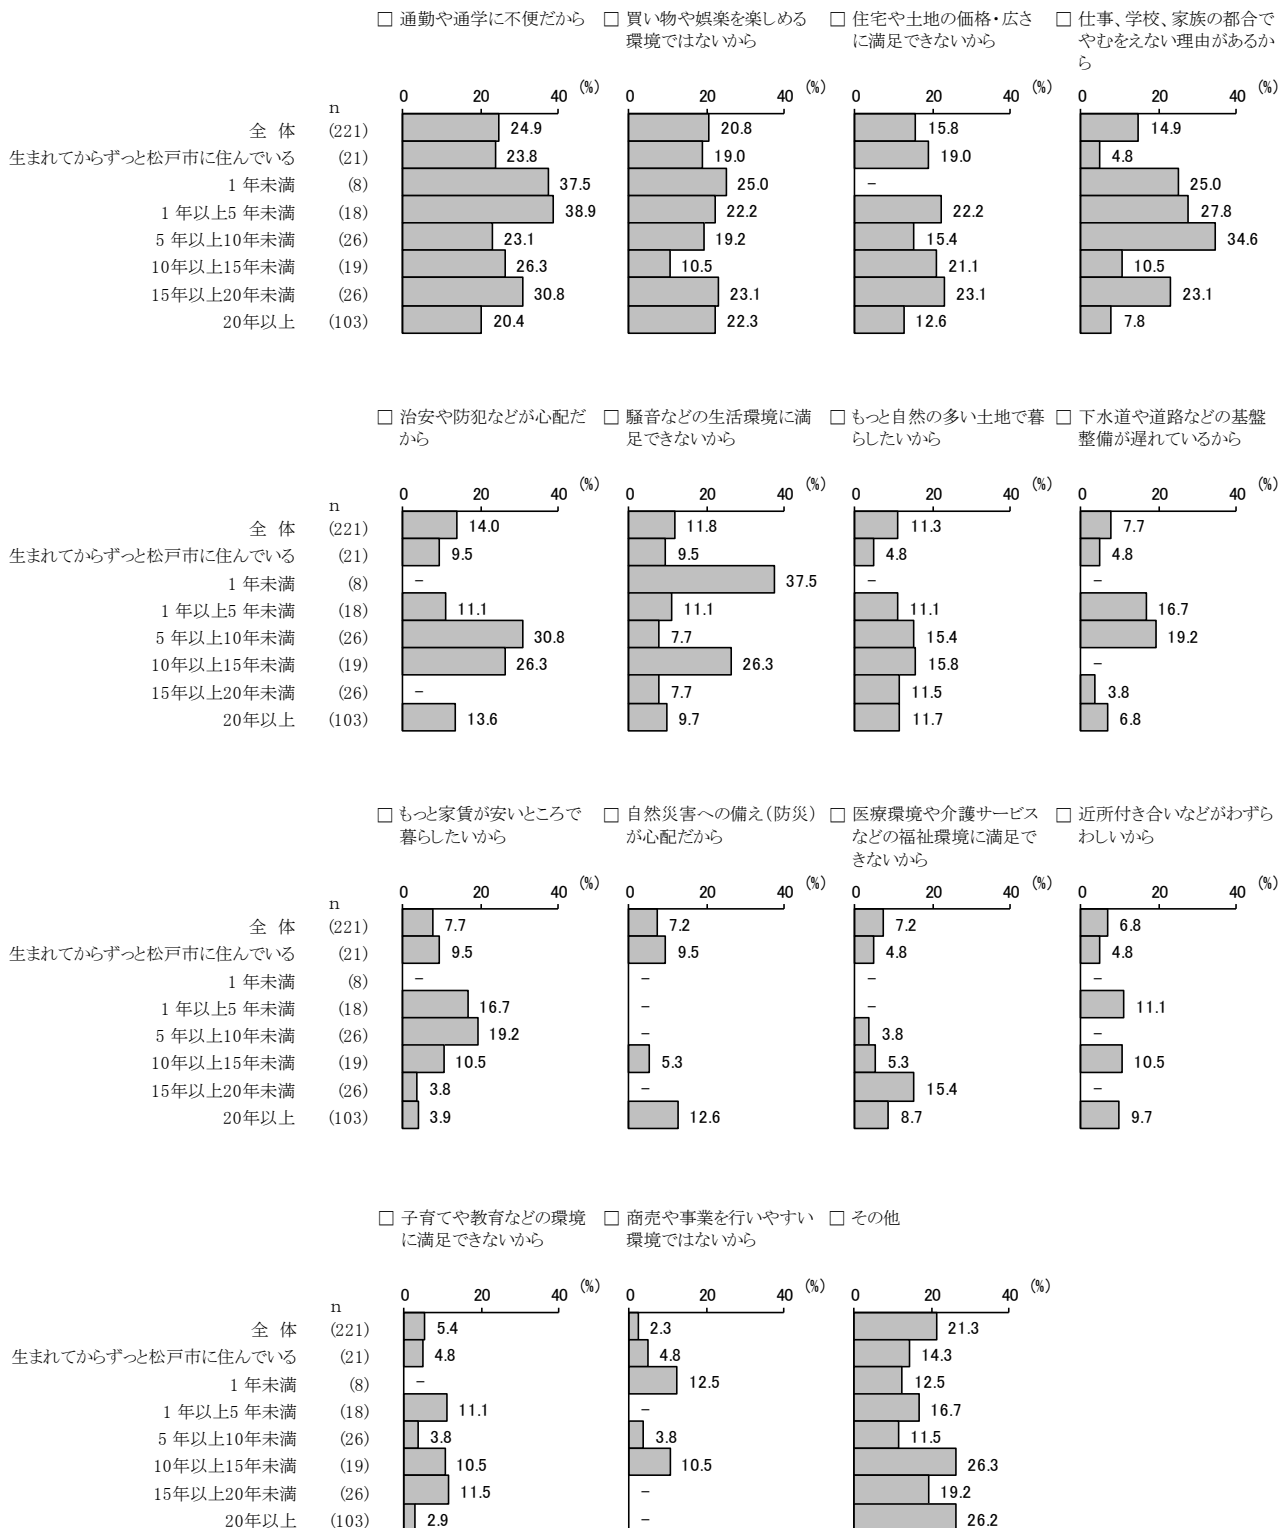 □ 通勤や通学に不便だから
□ 買い物や娯楽を楽しめる
環境ではないから
□ 住宅や土地の価格・広さ
に満足できないから
□ 仕事、学校、家族の都合で
やむをえない理由があるか
ら
0 20 40 (%) 0 20 40 (%) 0 20 40 (%) 0 20 40 (%)
n
全 体 (221) 24.9 20.8 15.8 14.9
生まれてからずっと松戸市に住んでいる (21) 23.8 19.0 19.0 4.8
1 年未満 (8) 37.5 25.0 － 25.0
1 年以上5 年未満 (18) 38.9 22.2 22.2 27.8
5 年以上10年未満 (26) 23.1 19.2 15.4 34.6
10年以上15年未満 (19) 26.3 10.5 21.1 10.5
15年以上20年未満 (26) 30.8 23.1 23.1 23.1
20年以上 (103) 20.4 22.3 12.6 7.8
□ 治安や防犯などが心配だ
から
□ 騒音などの生活環境に満
足できないから
□ もっと自然の多い土地で暮
らしたいから
□ 下水道や道路などの基盤
整備が遅れているから
0 20 40 (%) 0 20 40 (%) 0 20 40 (%) 0 20 40 (%)
n
全 体 (221) 14.0 11.8 11.3 7.7
生まれてからずっと松戸市に住んでいる (21) 9.5 9.5 4.8 4.8
1 年未満 (8) － 37.5 － －
1 年以上5 年未満 (18) 11.1 11.1 11.1 16.7
5 年以上10年未満 (26) 30.8 7.7 15.4 19.2
10年以上15年未満 (19) 26.3 26.3 15.8 －
15年以上20年未満 (26) － 7.7 11.5 3.8
20年以上 (103) 13.6 9.7 11.7 6.8
□ もっと家賃が安いところで
暮らしたいから
□ 自然災害への備え(防災)
が心配だから
□ 医療環境や介護サービス
などの福祉環境に満足で
きないから
□ 近所付き合いなどがわずら
わしいから
0 20 40 (%) 0 20 40 (%) 0 20 40 (%) 0 20 40 (%)
n
全 体 (221) 7.7 7.2 7.2 6.8
生まれてからずっと松戸市に住んでいる (21) 9.5 9.5 4.8 4.8
1 年未満 (8) － － － －
1 年以上5 年未満 (18) 16.7 － － 11.1
5 年以上10年未満 (26) 19.2 － 3.8 －
10年以上15年未満 (19) 10.5 5.3 5.3 10.5
15年以上20年未満 (26) 3.8 － 15.4 －
20年以上 (103) 3.9 12.6 8.7 9.7
□ 子育てや教育などの環境
に満足できないから
□ 商売や事業を行いやすい
環境ではないから
□ その他
0 20 40 (%) 0 20 40 (%) 0 20 40 (%)
n
全 体 (221) 5.4 2.3 21.3
生まれてからずっと松戸市に住んでいる (21) 4.8 4.8 14.3
1 年未満 (8) － 12.5 12.5
1 年以上5 年未満 (18) 11.1 － 16.7
5 年以上10年未満 (26) 3.8 3.8 11.5
10年以上15年未満 (19) 10.5 10.5 26.3
15年以上20年未満 (26) 11.5 － 19.2
20年以上 (103) 2.9 － 26.2